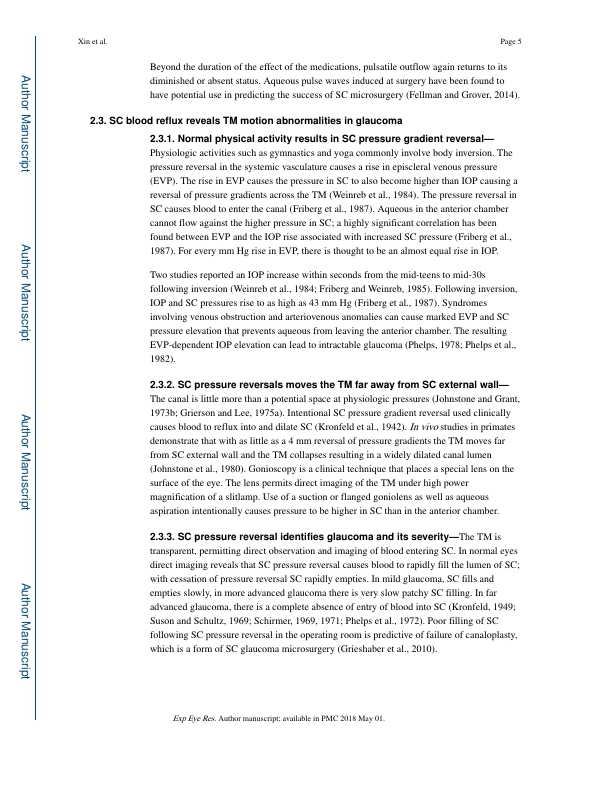 Xin et al.
Page 5
Author Manuscript
Author Manuscript
Author Manuscript
Author Manuscript
Beyond the duration of the effect of the medications, pulsatile outflow again returns to its
diminished or absent status. Aqueous pulse waves induced at surgery have been found to
have potential use in predicting the success of SC microsurgery (Fellman and Grover, 2014).
2.3. SC blood reflux reveals TM motion abnormalities in glaucoma
2.3.1. Normal physical activity results in SC pressure gradient reversal—
Physiologic activities such as gymnastics and yoga commonly involve body inversion. The
pressure reversal in the systemic vasculature causes a rise in episcleral venous pressure
(EVP). The rise in EVP causes the pressure in SC to also become higher than IOP causing a
reversal of pressure gradients across the TM (Weinreb et al., 1984). The pressure reversal in
SC causes blood to enter the canal (Friberg et al., 1987). Aqueous in the anterior chamber
cannot flow against the higher pressure in SC; a highly significant correlation has been
found between EVP and the IOP rise associated with increased SC pressure (Friberg et al.,
1987). For every mm Hg rise in EVP, there is thought to be an almost equal rise in IOP.
Two studies reported an IOP increase within seconds from the mid-teens to mid-30s
following inversion (Weinreb et al., 1984; Friberg and Weinreb, 1985). Following inversion,
IOP and SC pressures rise to as high as 43 mm Hg (Friberg et al., 1987). Syndromes
involving venous obstruction and arteriovenous anomalies can cause marked EVP and SC
pressure elevation that prevents aqueous from leaving the anterior chamber. The resulting
EVP-dependent IOP elevation can lead to intractable glaucoma (Phelps, 1978; Phelps et al.,
1982).
2.3.2. SC pressure reversals moves the TM far away from SC external wall—
The canal is little more than a potential space at physiologic pressures (Johnstone and Grant,
1973b; Grierson and Lee, 1975a). Intentional SC pressure gradient reversal used clinically
causes blood to reflux into and dilate SC (Kronfeld et al., 1942). In vivo studies in primates
demonstrate that with as little as a 4 mm reversal of pressure gradients the TM moves far
from SC external wall and the TM collapses resulting in a widely dilated canal lumen
(Johnstone et al., 1980). Gonioscopy is a clinical technique that places a special lens on the
surface of the eye. The lens permits direct imaging of the TM under high power
magnification of a slitlamp. Use of a suction or flanged goniolens as well as aqueous
aspiration intentionally causes pressure to be higher in SC than in the anterior chamber.
2.3.3. SC pressure reversal identifies glaucoma and its severity—The TM is
transparent, permitting direct observation and imaging of blood entering SC. In normal eyes
direct imaging reveals that SC pressure reversal causes blood to rapidly fill the lumen of SC;
with cessation of pressure reversal SC rapidly empties. In mild glaucoma, SC fills and
empties slowly, in more advanced glaucoma there is very slow patchy SC filling. In far
advanced glaucoma, there is a complete absence of entry of blood into SC (Kronfeld, 1949;
Suson and Schultz, 1969; Schirmer, 1969, 1971; Phelps et al., 1972). Poor filling of SC
following SC pressure reversal in the operating room is predictive of failure of canaloplasty,
which is a form of SC glaucoma microsurgery (Grieshaber et al., 2010).
Exp Eye Res. Author manuscript; available in PMC 2018 May 01.